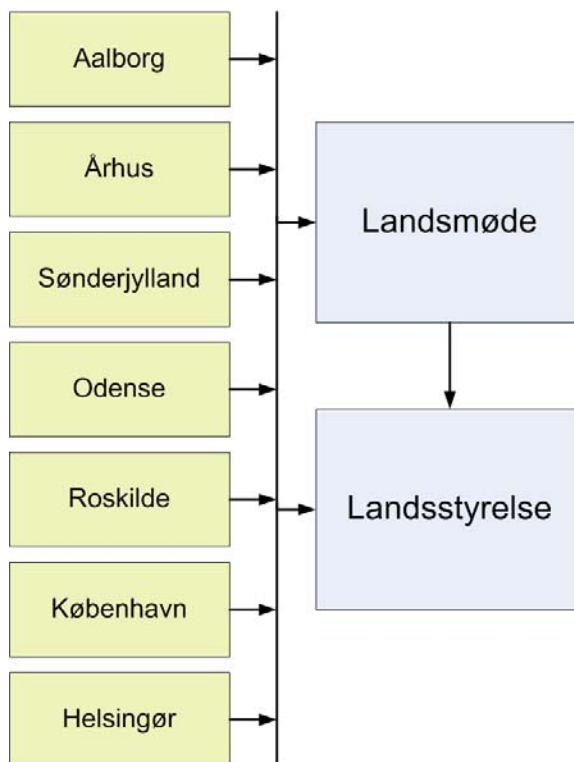 Aalborg
Århus
Sønderjylland
Odense
Roskilde
København
Helsingør
Landsmøde
Landsstyrelse